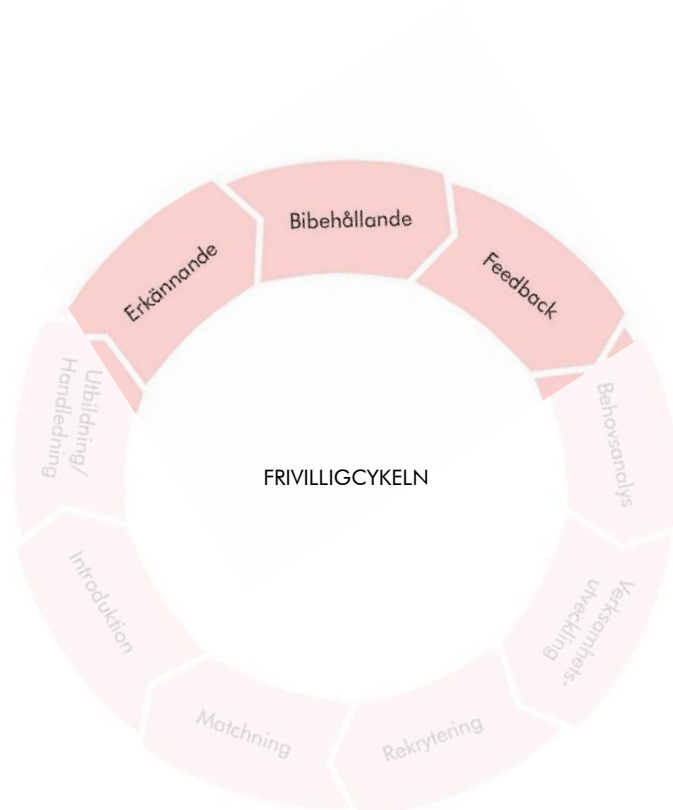 Bibehållande
Feedback
Behovsanalys
Verksamhets-
utveckling
Rekrytering
Matchning
Introduktion
Utbildning/
Handledning
Erkännande
FRIVILLIGCYKELN